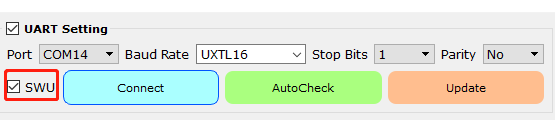 UART Setting
Port COM14 Baud Rate UXTL16 Stop Bits 1 Parity No
SWU Connect AutoCheck Update